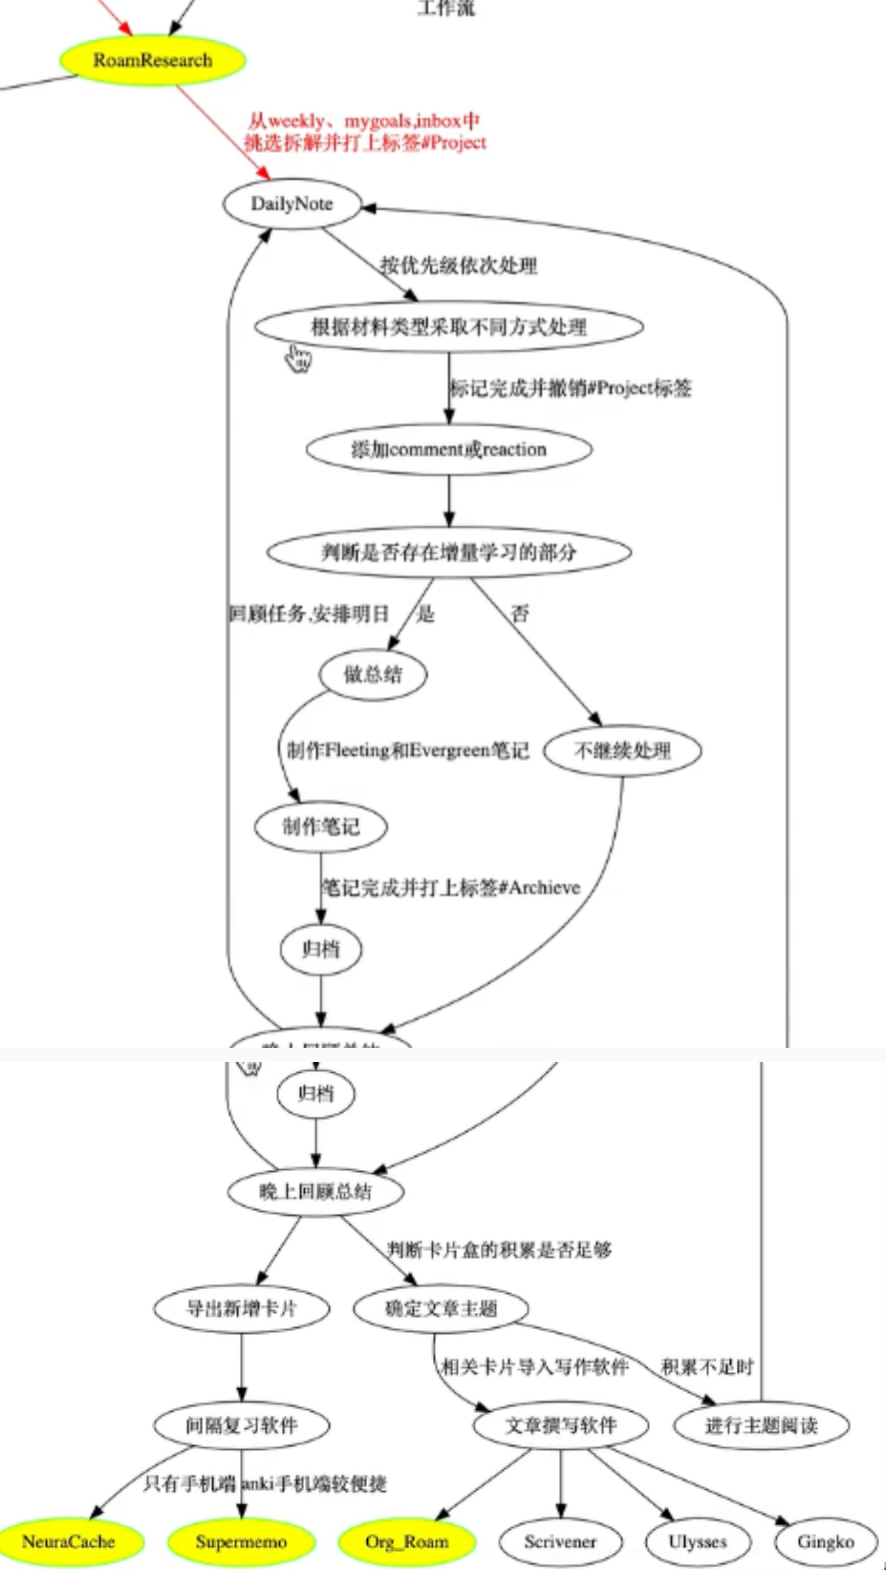 工作流
RoamResearch
从weekly、mygoals,inbox中
挑选拆解并打上标签#Project
DailyNote
按优先级依次处理
根据材料类型采取不同方式处理
标记完成并撤销#Project标签
添加comment或reaction
判断是否存在增量学习的部分
回顾任务,安排明日
是
否
做总结
制作Fleeting和Evergreen笔记
不继续处理
制作笔记
笔记完成并打上标签#Archieve
归档
晚上回顾总结
归档
晚上回顾总结
判断卡片盒的积累是否足够
导出新增卡片
确定文章主题
相关卡片导入写作软件
积累不足时
间隔复习软件
文章撰写软件
进行主题阅读
只有手机端
anki手机端较便捷
NeuraCache
Supermemo
Org_Roam
Scrivener
Ulysses
Gingko